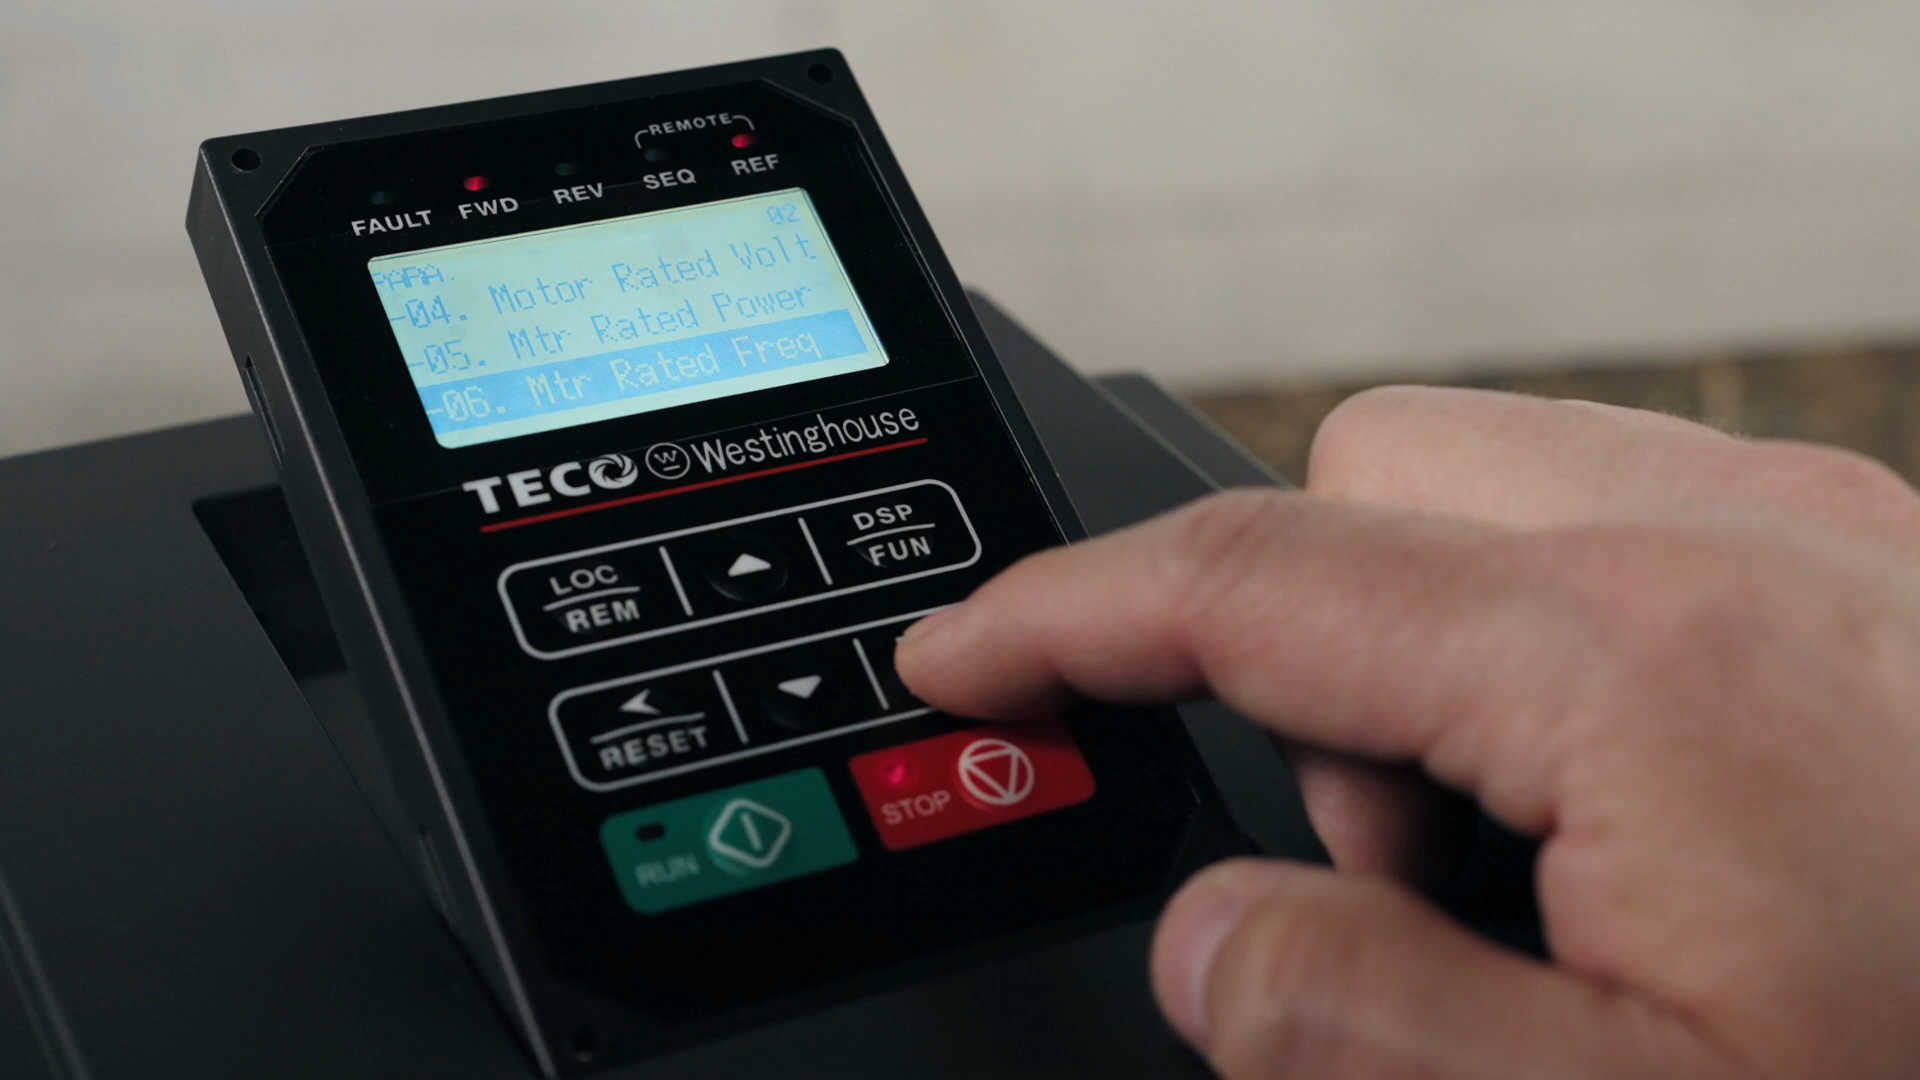 REMOTE
FAULT FWD REV SEQ REF
PARA. 02
-04. Motor Rated Volt
-05. Mtr Rated Power
-06. Mtr Rated Freq
TECO W Westinghouse
LOC
REM
DSP
FUN
RESET
RUN
STOP